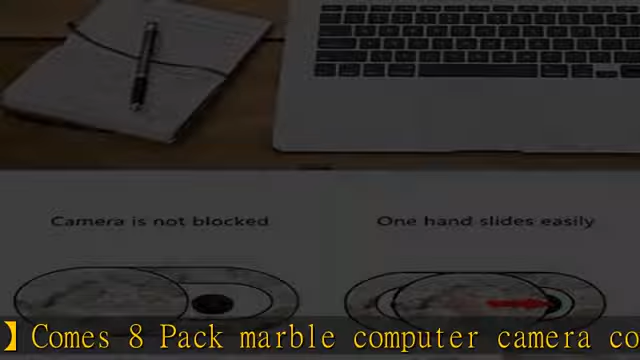 Camera is not blocked
One hand slides easily
】Comes 8 Pack marble computer camera co